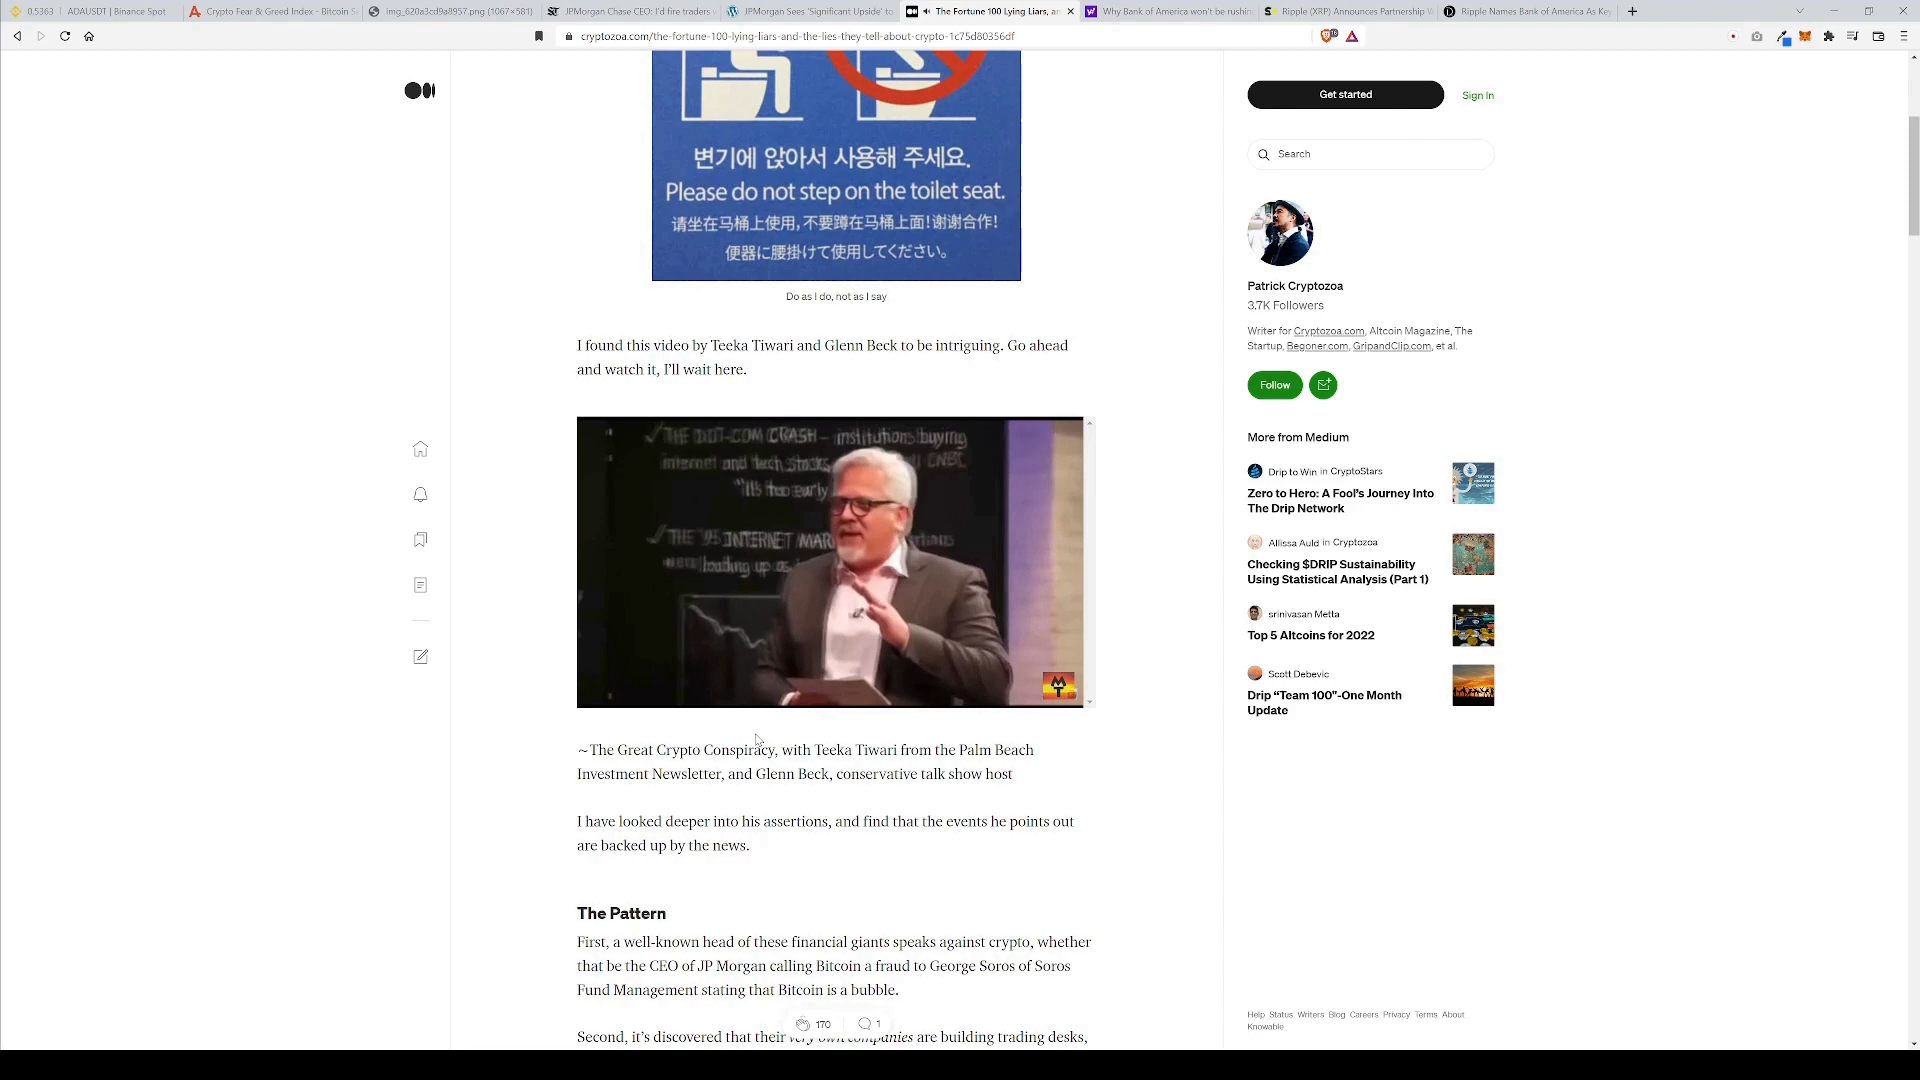 0.5363 ADAUSDT | Binance Spot
Crypto Fear & Greed Index - Bitcoin S
img_620a3cd9a8957.png (1067×581)
JPMorgan Chase CEO: I'd fire traders
JPMorgan Sees 'Significant Upside' to
The Fortune 100 Lying Liars, an
Why Bank of America won't be rushin
Ripple (XRP) Announces Partnership W
Ripple Names Bank of America As Key
cryptozoa.com/the-fortune-100-lying-liars-and-the-lies-they-tell-about-crypto-1c75d80356df
변기에 앉아서 사용해 주세요.
Please do not step on the toilet seat.
请坐在马桶上使用,不要蹲在马桶上面!谢谢合作!
便器に腰掛けて使用してください。
Do as I do, not as I say
I found this video by Teeka Tiwari and Glenn Beck to be intriguing. Go ahead
and watch it, I'll wait here.
✓THE DOT-COM CRASH - institutions buying
internet and tech stocks
CNBC
"It's too early
✓THE '95 INTERNET
loading up
~The Great Crypto Conspiracy, with Teeka Tiwari from the Palm Beach
Investment Newsletter, and Glenn Beck, conservative talk show host
I have looked deeper into his assertions, and find that the events he points out
are backed up by the news.
The Pattern
First, a well-known head of these financial giants speaks against crypto, whether
that be the CEO of JP Morgan calling Bitcoin a fraud to George Soros of Soros
Fund Management stating that Bitcoin is a bubble.
Second, it's discovered that their very own companies are building trading desks,
170
1
Get started
Sign In
Search
Patrick Cryptozoa
3.7K Followers
Writer for Cryptozoa.com, Altcoin Magazine, The
Startup, Begoner.com, GripandClip.com, et al.
Follow
More from Medium
Drip to Win in CryptoStars
Zero to Hero: A Fool's Journey Into
The Drip Network
Allissa Auld in Cryptozoa
Checking $DRIP Sustainability
Using Statistical Analysis (Part 1)
srinivasan Metta
Top 5 Altcoins for 2022
Scott Debevic
Drip "Team 100"-One Month
Update
Help Status Writers Blog Careers Privacy Terms About
Knowable